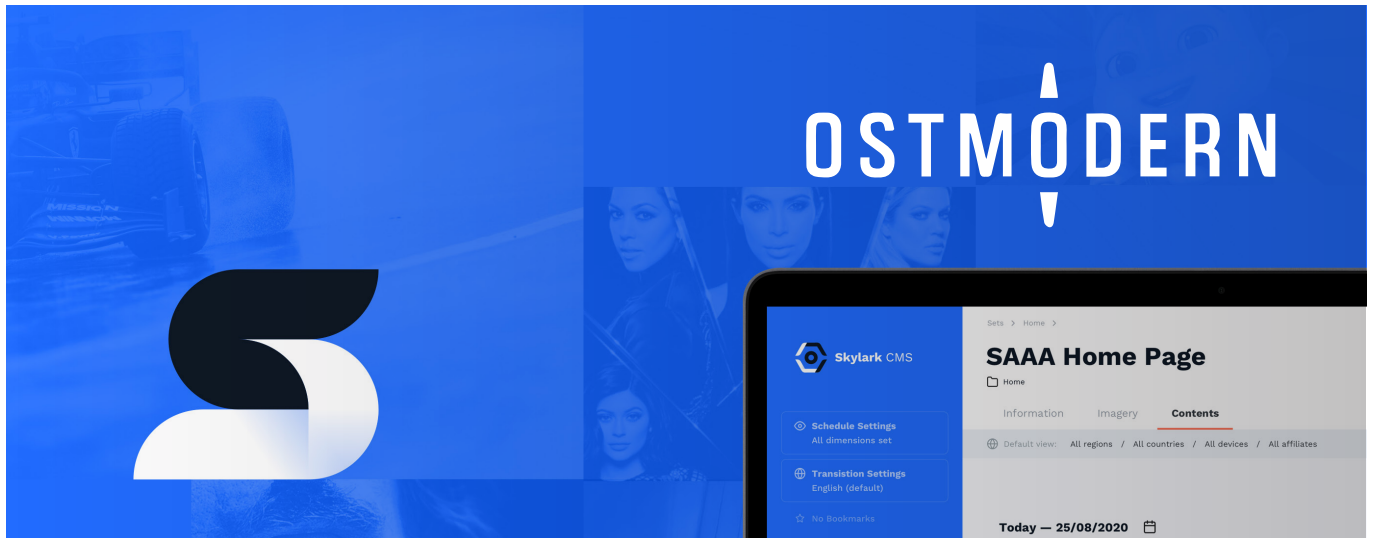 OSTMODERN
MISSION
Skylark CMS
Schedule Settings
All dimensions set
Transistion Settings
English (default)
No Bookmarks
Sets > Home >
SAAA Home Page
Home
Information Imagery Contents
Default view: All regions / All countries / All devices / All affiliates
Today — 25/08/2020